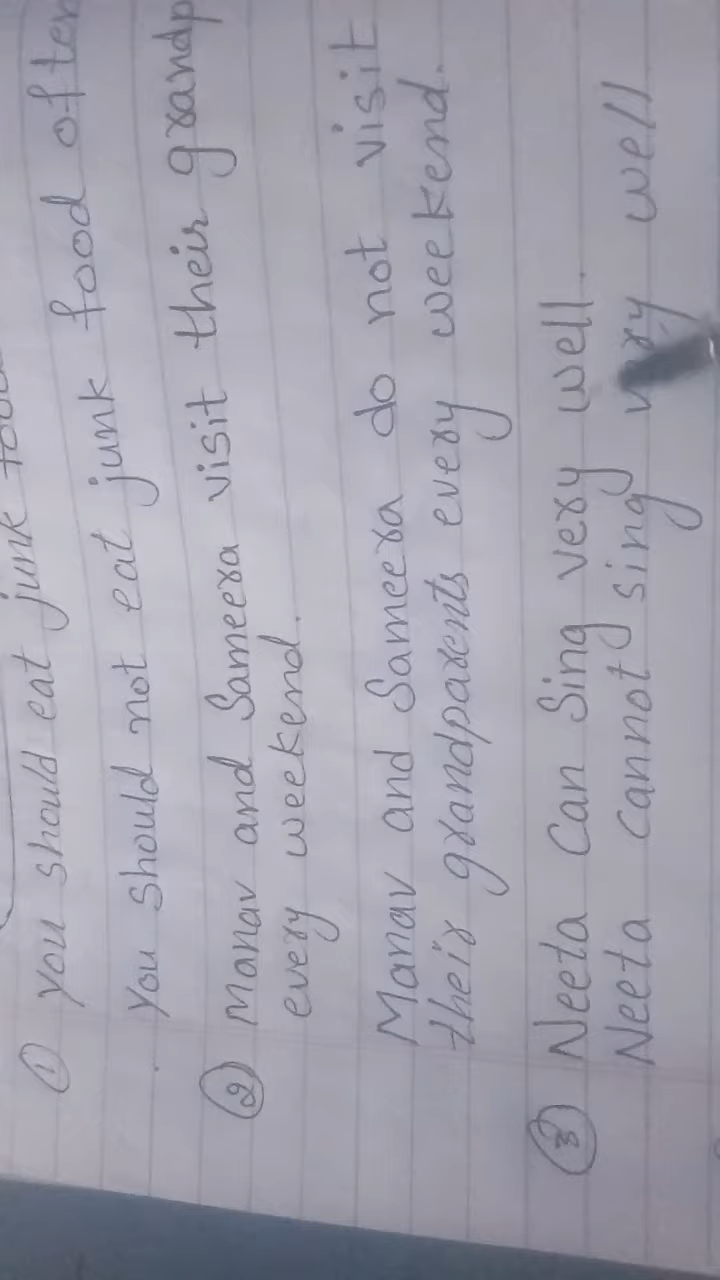 ① you should eat junk food
you should not eat junk food often
② Manav and Sameera visit their
every weekend.
Manav and Sameera do not visit
their grandparents every weekend.
③ Neeta Can Sing very well.
Neeta cannot sing very well